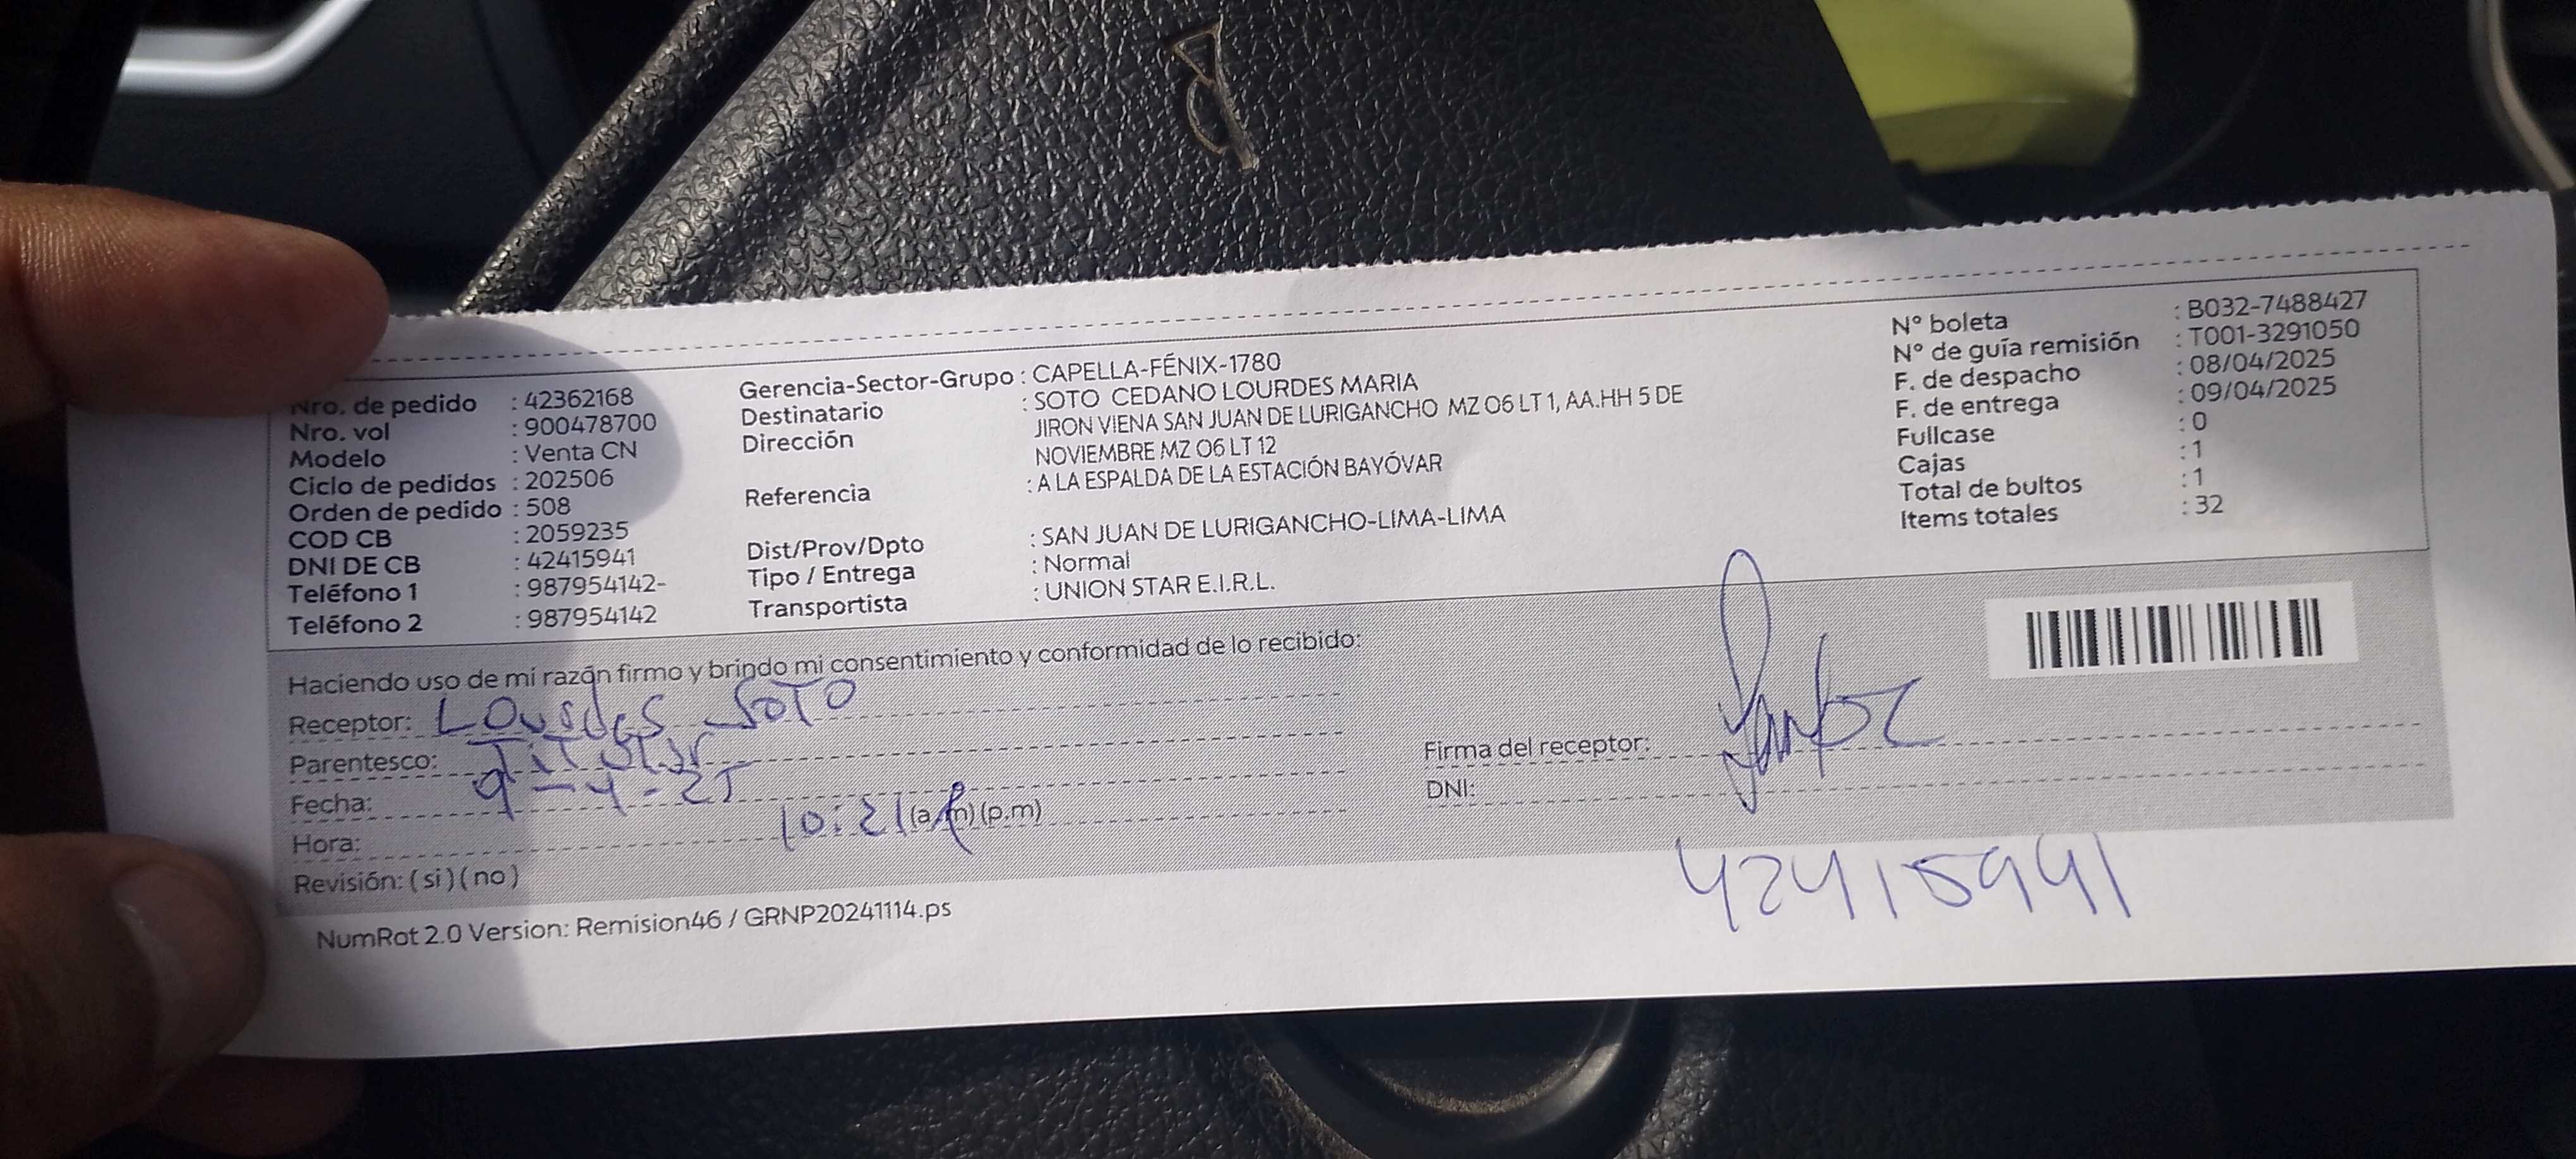 Nro. de pedido : 42362168
Nro. vol : 900478700
Modelo : Venta CN
Ciclo de pedidos : 202506
Orden de pedido : 508
COD CB : 2059235
DNI DE CB : 42415941
Teléfono 1 : 987954142-
Teléfono 2 : 987954142
Gerencia-Sector-Grupo : CAPELLA-FÉNIX-1780
Destinatario : SOTO CEDANO LOURDES MARIA
Dirección JIRON VIENA SAN JUAN DE LURIGANCHO MZ O6 LT 1, AA.HH 5 DE
NOVIEMBRE MZ O6 LT 12
Referencia : A LA ESPALDA DE LA ESTACIÓN BAYÓVAR
Dist/Prov/Dpto : SAN JUAN DE LURIGANCHO-LIMA-LIMA
Tipo / Entrega : Normal
Transportista : UNION STAR E.I.R.L.
N° boleta : B032-7488427
N° de guía remisión : T001-3291050
F. de despacho : 08/04/2025
F. de entrega : 09/04/2025
Fullcase : 0
Cajas : 1
Total de bultos : 1
Items totales : 32
Haciendo uso de mi razón firmo y brindo mi consentimiento y conformidad de lo recibido:
Receptor: LOurdes SOTO
Parentesco: TiTular
Fecha: 9-4-25
Hora: 10:21 (a.m) (p.m)
Revisión: (si) (no)
Firma del receptor:
DNI:
42415941
NumRot 2.0 Version: Remision46 / GRNP20241114.ps